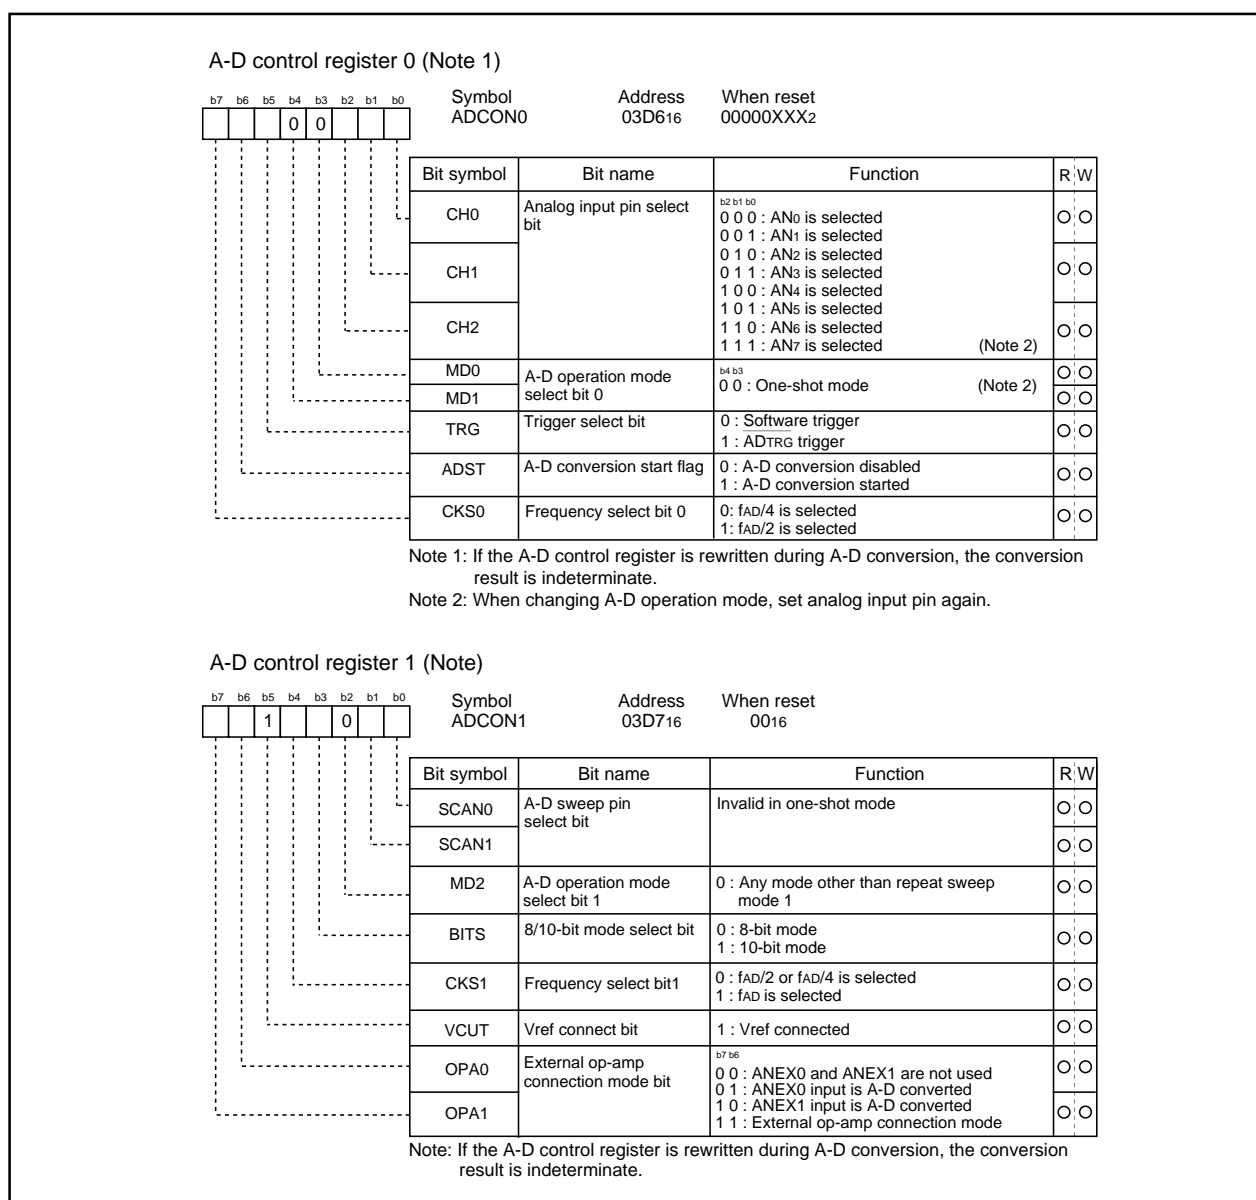 A-D control register 0 (Note 1)
b7 b6 b5 b4 b3 b2 b1 b0
0 0
Symbol Address When reset
ADCON0 03D616 00000XXX2
Bit symbol Bit name Function R W
CH0 Analog input pin select bit
b2 b1 b0
0 0 0 : AN0 is selected
0 0 1 : AN1 is selected
0 1 0 : AN2 is selected
CH1
0 1 1 : AN3 is selected
1 0 0 : AN4 is selected
1 0 1 : AN5 is selected
CH2
1 1 0 : AN6 is selected
1 1 1 : AN7 is selected (Note 2)
MD0
MD1
A-D operation mode
select bit 0
b4 b3
0 0 : One-shot mode (Note 2)
TRG Trigger select bit
0 : Software trigger
1 : ADTRG trigger
ADST A-D conversion start flag
0 : A-D conversion disabled
1 : A-D conversion started
CKS0 Frequency select bit 0
0: fAD/4 is selected
1: fAD/2 is selected
Note 1: If the A-D control register is rewritten during A-D conversion, the conversion
result is indeterminate.
Note 2: When changing A-D operation mode, set analog input pin again.
A-D control register 1 (Note)
b7 b6 b5 b4 b3 b2 b1 b0
1 0
Symbol Address When reset
ADCON1 03D716 0016
Bit symbol Bit name Function R W
SCAN0
SCAN1
A-D sweep pin
select bit
Invalid in one-shot mode
MD2
A-D operation mode
select bit 1
0 : Any mode other than repeat sweep
mode 1
BITS 8/10-bit mode select bit
0 : 8-bit mode
1 : 10-bit mode
CKS1 Frequency select bit1
0 : fAD/2 or fAD/4 is selected
1 : fAD is selected
VCUT Vref connect bit 1 : Vref connected
OPA0
OPA1
External op-amp
connection mode bit
b7 b6
0 0 : ANEX0 and ANEX1 are not used
0 1 : ANEX0 input is A-D converted
1 0 : ANEX1 input is A-D converted
1 1 : External op-amp connection mode
Note: If the A-D control register is rewritten during A-D conversion, the conversion
result is indeterminate.